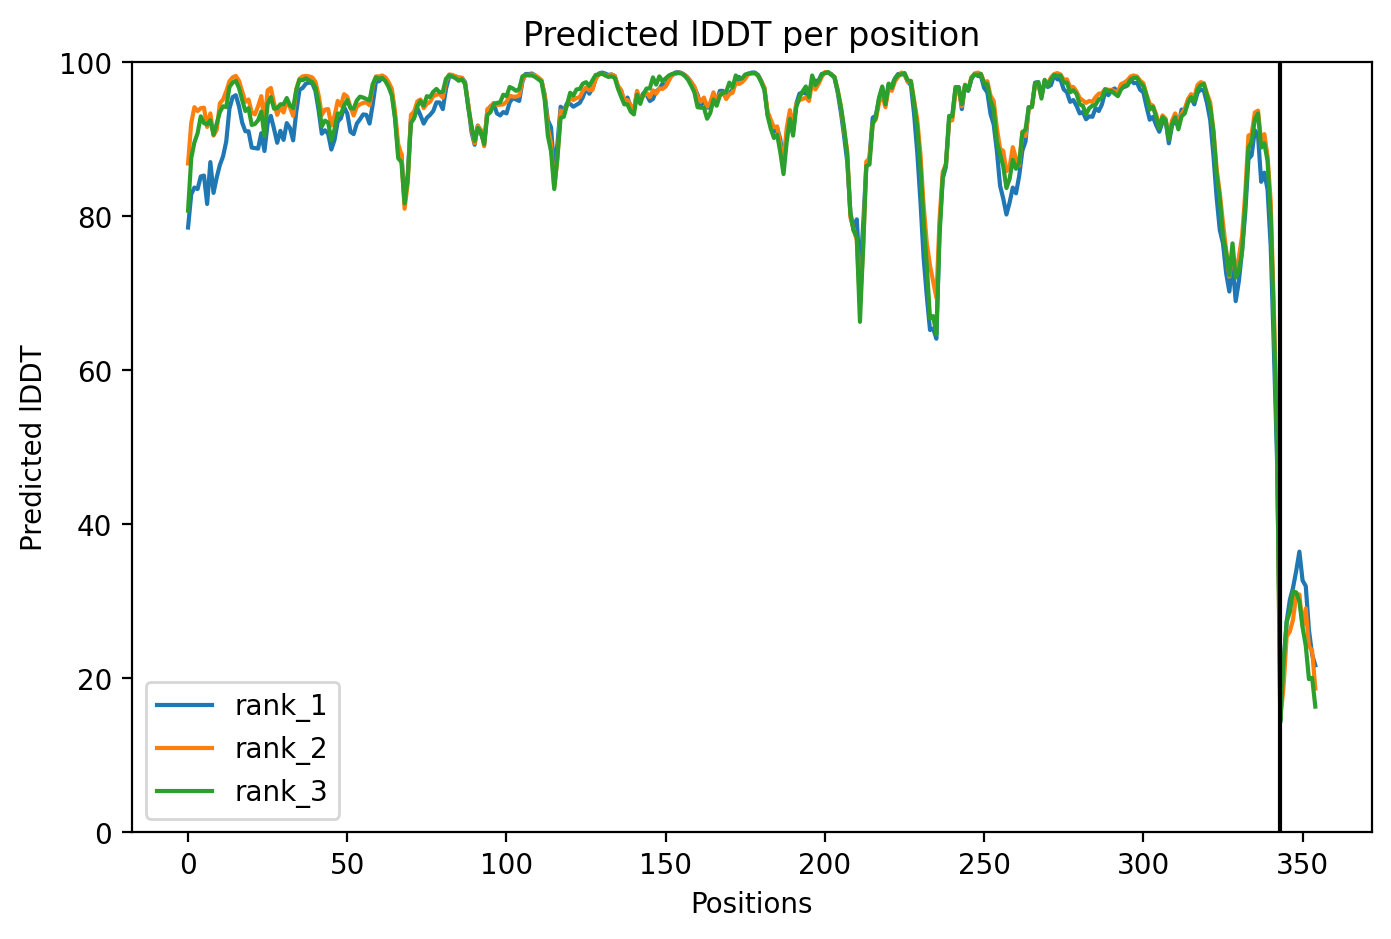 Predicted lDDT per position
Predicted lDDT
100
80
60
40
20
0
rank_1
rank_2
rank_3
0 50 100 150 200 250 300 350
Positions